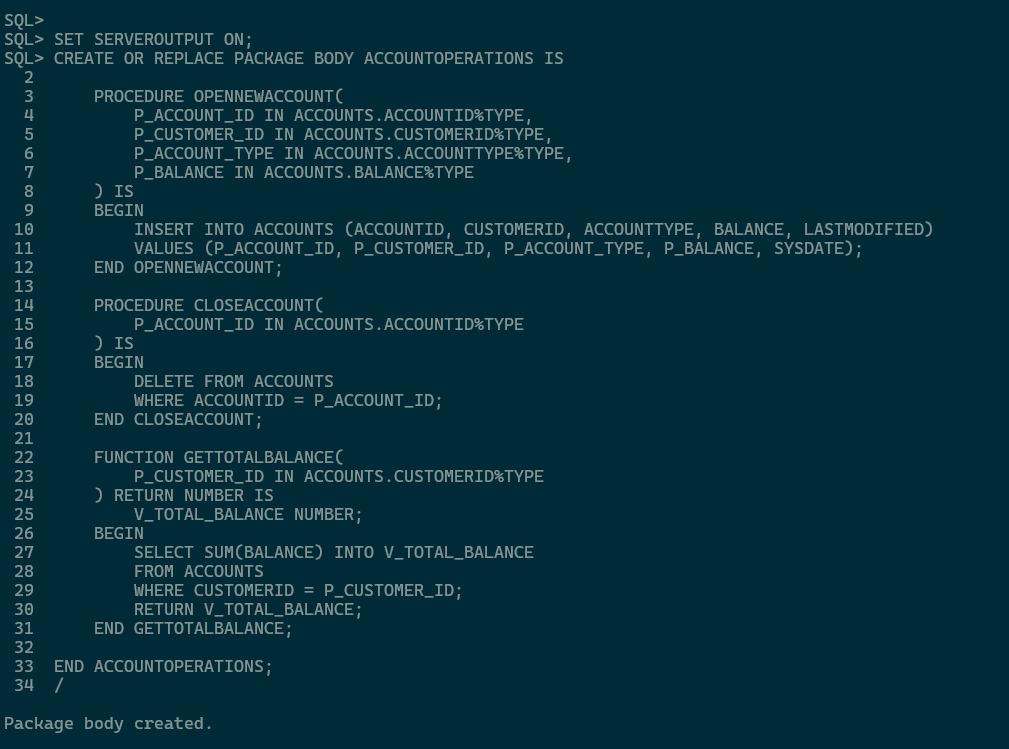 SQL>
SQL> SET SERVEROUTPUT ON;
SQL> CREATE OR REPLACE PACKAGE BODY ACCOUNTOPERATIONS IS
  2
  3      PROCEDURE OPENNEWACCOUNT(
  4          P_ACCOUNT_ID IN ACCOUNTS.ACCOUNTID%TYPE,
  5          P_CUSTOMER_ID IN ACCOUNTS.CUSTOMERID%TYPE,
  6          P_ACCOUNT_TYPE IN ACCOUNTS.ACCOUNTTYPE%TYPE,
  7          P_BALANCE IN ACCOUNTS.BALANCE%TYPE
  8      ) IS
  9      BEGIN
 10          INSERT INTO ACCOUNTS (ACCOUNTID, CUSTOMERID, ACCOUNTTYPE, BALANCE, LASTMODIFIED)
 11          VALUES (P_ACCOUNT_ID, P_CUSTOMER_ID, P_ACCOUNT_TYPE, P_BALANCE, SYSDATE);
 12      END OPENNEWACCOUNT;
 13
 14      PROCEDURE CLOSEACCOUNT(
 15          P_ACCOUNT_ID IN ACCOUNTS.ACCOUNTID%TYPE
 16      ) IS
 17      BEGIN
 18          DELETE FROM ACCOUNTS
 19          WHERE ACCOUNTID = P_ACCOUNT_ID;
 20      END CLOSEACCOUNT;
 21
 22      FUNCTION GETTOTALBALANCE(
 23          P_CUSTOMER_ID IN ACCOUNTS.CUSTOMERID%TYPE
 24      ) RETURN NUMBER IS
 25          V_TOTAL_BALANCE NUMBER;
 26      BEGIN
 27          SELECT SUM(BALANCE) INTO V_TOTAL_BALANCE
 28          FROM ACCOUNTS
 29          WHERE CUSTOMERID = P_CUSTOMER_ID;
 30          RETURN V_TOTAL_BALANCE;
 31      END GETTOTALBALANCE;
 32
 33  END ACCOUNTOPERATIONS;
 34  /
Package body created.